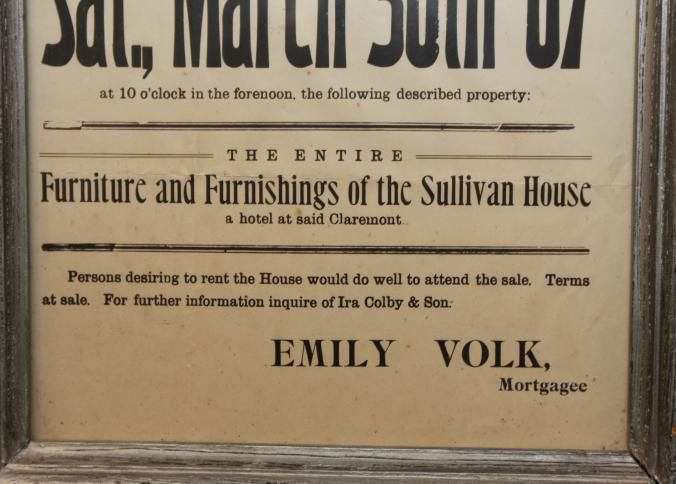 Sat., March 30th '07
at 10 o'clock in the forenoon, the following described property:
THE ENTIRE
Furniture and Furnishings of the Sullivan House
a hotel at said Claremont.
Persons desiring to rent the House would do well to attend the sale. Terms
at sale. For further information inquire of Ira Colby & Son.
EMILY VOLK,
Mortgagee